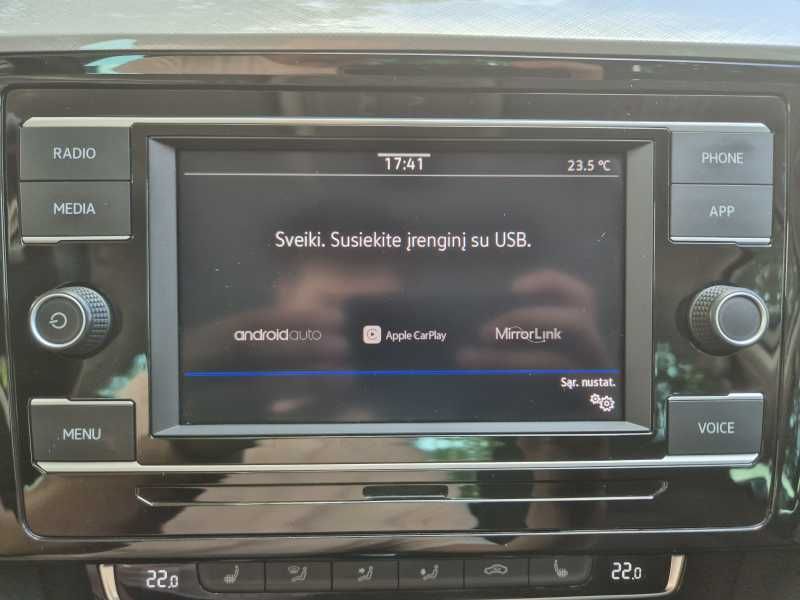 RADIO
MEDIA
MENU
17:41
23.5 °C
Sveiki. Susiekite įrenginį su USB.
androidauto
Apple CarPlay
MirrorLink
Sąr. nustat.
PHONE
APP
VOICE
22.0
22.0